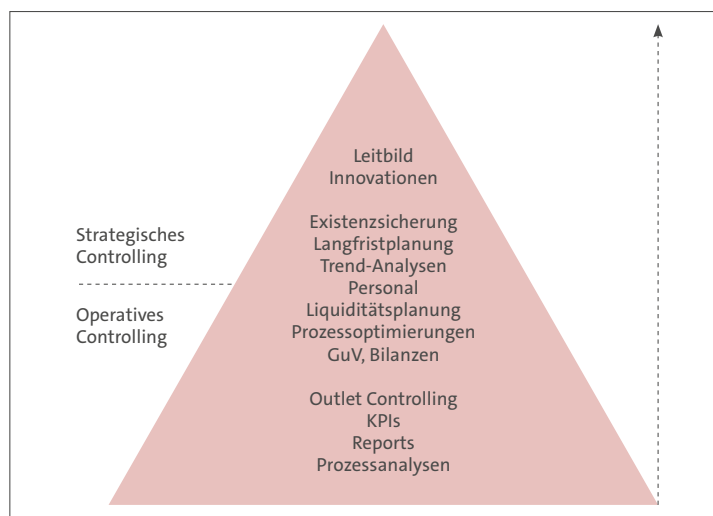 Leitbild
Innovationen
Existenzsicherung
Langfristplanung
Trend-Analysen
Personal
Liquiditätsplanung
Prozessoptimierungen
GuV, Bilanzen
Outlet Controlling
KPIs
Reports
Prozessanalysen
Strategisches
Controlling
Operatives
Controlling